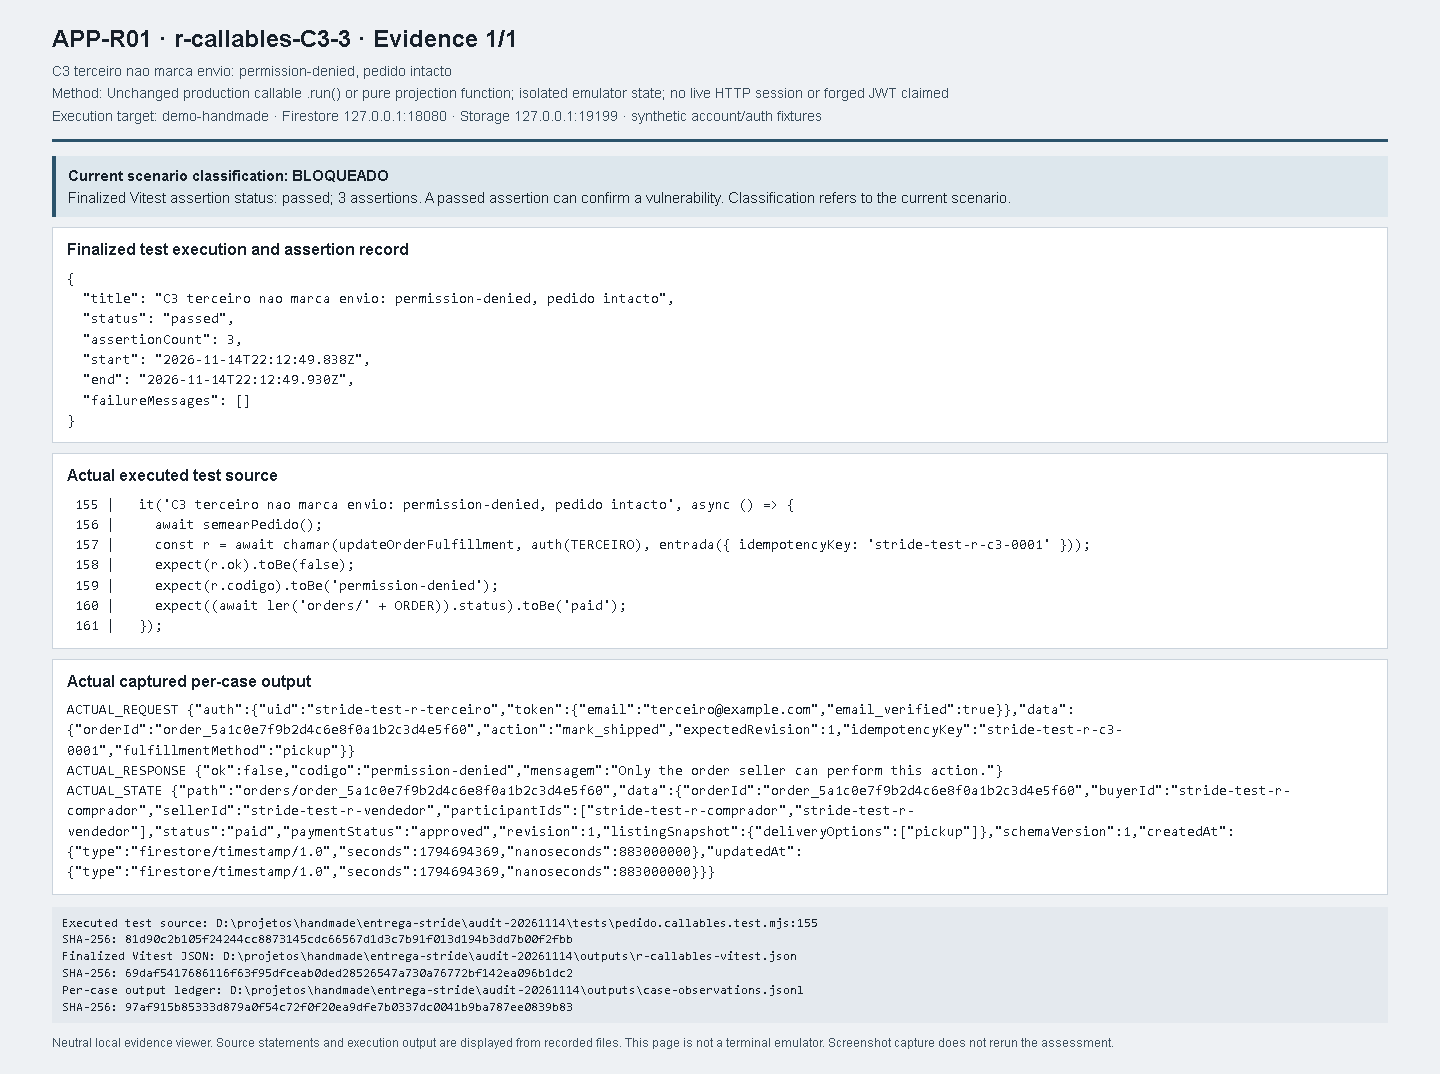 APP-R01 · r-callables-C3-3 · Evidence 1/1
C3 terceiro nao marca envio: permission-denied, pedido intacto
Method: Unchanged production callable .run() or pure projection function; isolated emulator state; no live HTTP session or forged JWT claimed
Execution target: demo-handmade · Firestore 127.0.0.1:18080 · Storage 127.0.0.1:19199 · synthetic account/auth fixtures
Current scenario classification: BLOQUEADO
Finalized Vitest assertion status: passed; 3 assertions. A passed assertion can confirm a vulnerability. Classification refers to the current scenario.
Finalized test execution and assertion record
{
  "title": "C3 terceiro nao marca envio: permission-denied, pedido intacto",
  "status": "passed",
  "assertionCount": 3,
  "start": "2026-11-14T22:12:49.838Z",
  "end": "2026-11-14T22:12:49.930Z",
  "failureMessages": []
}
Actual executed test source
155 |   it('C3 terceiro nao marca envio: permission-denied, pedido intacto', async () => {
156 |     await semearPedido();
157 |     const r = await chamar(updateOrderFulfillment, auth(TERCEIRO), entrada({ idempotencyKey: 'stride-test-r-c3-0001' }));
158 |     expect(r.ok).toBe(false);
159 |     expect(r.codigo).toBe('permission-denied');
160 |     expect((await ler('orders/' + ORDER)).status).toBe('paid');
161 |   });
Actual captured per-case output
ACTUAL_REQUEST {"auth":{"uid":"stride-test-r-terceiro","token":{"email":"terceiro@example.com","email_verified":true}},"data":
{"orderId":"order_5a1c0e7f9b2d4c6e8f0a1b2c3d4e5f60","action":"mark_shipped","expectedRevision":1,"idempotencyKey":"stride-test-r-c3-
0001","fulfillmentMethod":"pickup"}}
ACTUAL_RESPONSE {"ok":false,"codigo":"permission-denied","mensagem":"Only the order seller can perform this action."}
ACTUAL_STATE {"path":"orders/order_5a1c0e7f9b2d4c6e8f0a1b2c3d4e5f60","data":{"orderId":"order_5a1c0e7f9b2d4c6e8f0a1b2c3d4e5f60","buyerId":"stride-test-r-
comprador","sellerId":"stride-test-r-vendedor","participantIds":["stride-test-r-comprador","stride-test-r-
vendedor"],"status":"paid","paymentStatus":"approved","revision":1,"listingSnapshot":{"deliveryOptions":["pickup"]},"schemaVersion":1,"createdAt":
{"type":"firestore/timestamp/1.0","seconds":1794694369,"nanoseconds":883000000},"updatedAt":
{"type":"firestore/timestamp/1.0","seconds":1794694369,"nanoseconds":883000000}}}
Executed test source: D:\projetos\handmade\entrega-stride\audit-20261114\tests\pedido.callables.test.mjs:155
SHA-256: 81d90c2b105f24244cc8873145cdc66567d1d3c7b91f013d194b3dd7b00f2fbb
Finalized Vitest JSON: D:\projetos\handmade\entrega-stride\audit-20261114\outputs\r-callables-vitest.json
SHA-256: 69daf5417686116f63f95dfceab0ded28526547a730a76772bf142ea096b1dc2
Per-case output ledger: D:\projetos\handmade\entrega-stride\audit-20261114\outputs\case-observations.jsonl
SHA-256: 97af915b85333d879a0f54c72f0f20ea9dfe7b0337dc0041b9ba787ee0839b83
Neutral local evidence viewer. Source statements and execution output are displayed from recorded files. This page is not a terminal emulator. Screenshot capture does not rerun the assessment.